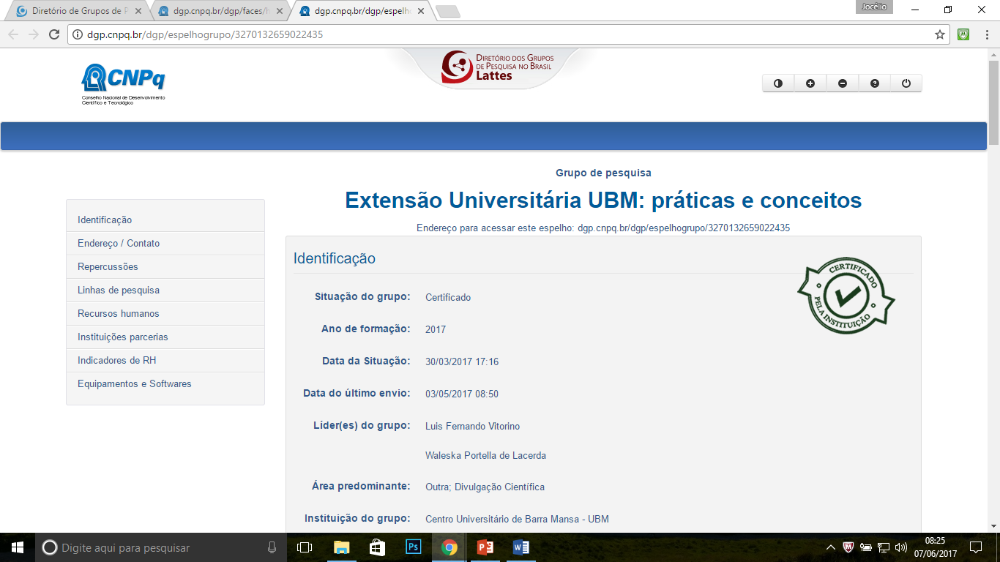 Diretório de Grupos de P
dgp.cnpq.br/dgp/faces/h
dgp.cnpq.br/dgp/espelh
Jocélio
dgp.cnpq.br/dgp/espelhogrupo/3270132659022435
CNPq
Conselho Nacional de Desenvolvimento
Científico e Tecnológico
Diretório dos Grupos
de Pesquisa no Brasil
Lattes
Grupo de pesquisa
Extensão Universitária UBM: práticas e conceitos
Endereço para acessar este espelho: dgp.cnpq.br/dgp/espelhogrupo/3270132659022435
Identificação
Endereço / Contato
Repercussões
Linhas de pesquisa
Recursos humanos
Instituições parcerias
Indicadores de RH
Equipamentos e Softwares
Identificação
CERTIFICADO
PELA INSTITUIÇÃO
Situação do grupo: Certificado
Ano de formação: 2017
Data da Situação: 30/03/2017 17:16
Data do último envio: 03/05/2017 08:50
Líder(es) do grupo: Luis Fernando Vitorino
Waleska Portella de Lacerda
Área predominante: Outra; Divulgação Científica
Instituição do grupo: Centro Universitário de Barra Mansa - UBM
Digite aqui para pesquisar
08:25
07/06/2017